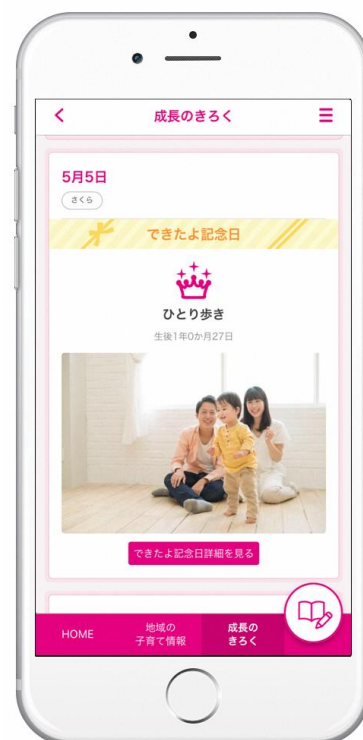 成長のきろく
5月5日
さくら
できたよ記念日
ひとり歩き
生後1年0か月27日
できたよ記念日詳細を見る
HOME
地域の
子育て情報
成長の
きろく